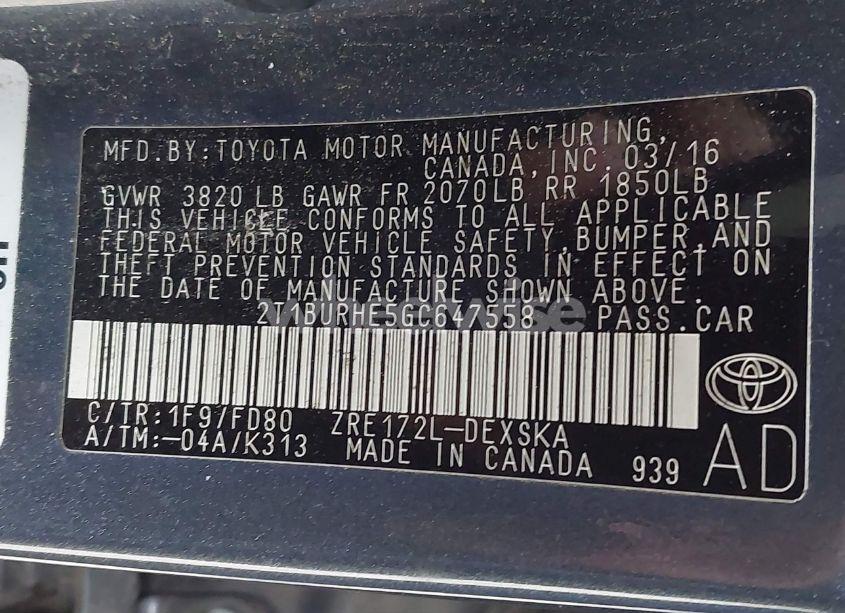 MFD.BY:TOYOTA MOTOR MANUFACTURING,
CANADA,INC. 03/16
GVWR 3820 LB GAWR FR 2070LB RR 1850LB
THIS VEHICLE CONFORMS TO ALL APPLICABLE
FEDERAL MOTOR VEHICLE SAFETY,BUMPER,AND
THEFT PREVENTION STANDARDS IN EFFECT ON
THE DATE OF MANUFACTURE SHOWN ABOVE.
PASS.CAR
C/TR:1F9/FD80 ZRE172L-DEXSKA
A/TM:-04A/K313 MADE IN CANADA 939
AD